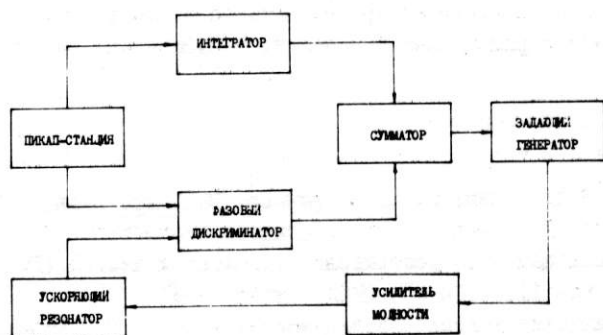 ИНТЕГРАТОР
ПИКАП-СТАНЦИЯ
СУММАТОР
ЗАДАЮЩИЙ
ГЕНЕРАТОР
ФАЗОВЫЙ
ДИСКРИМИНАТОР
УСКОРЯЮЩИЙ
РЕЗОНАТОР
УСИЛИТЕЛЬ
МОЩНОСТИ